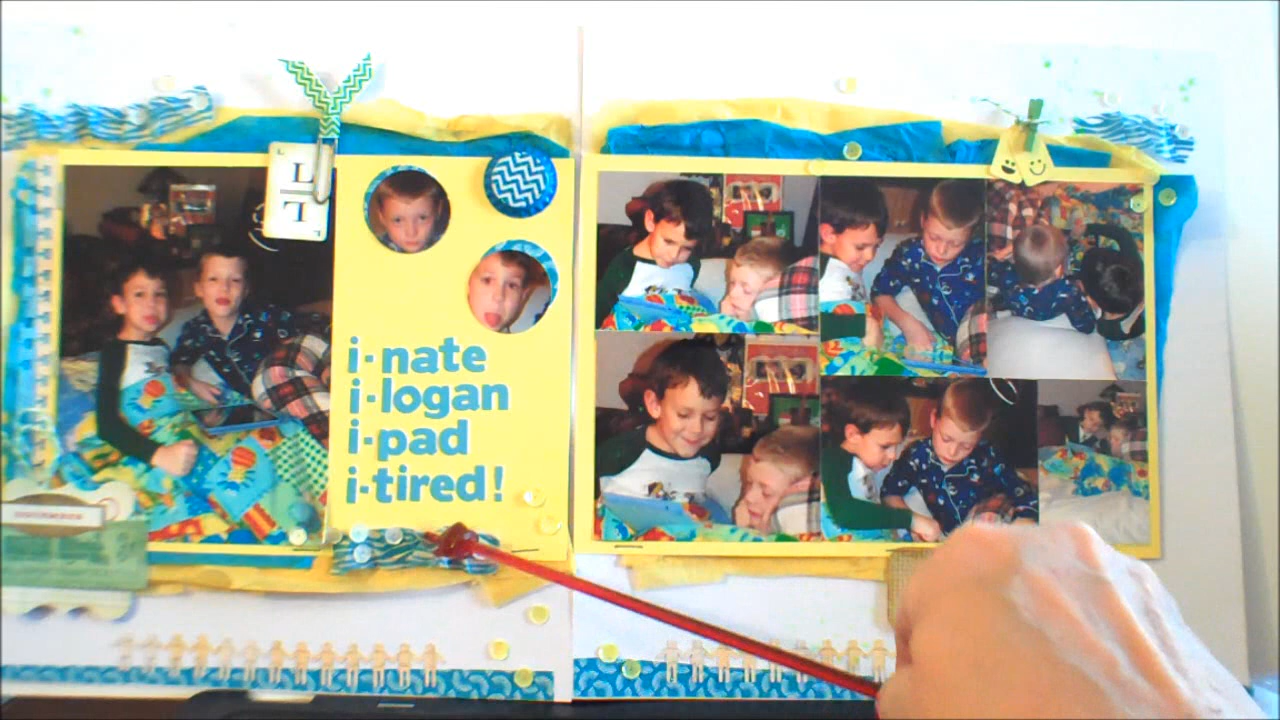 L
T
i-nate
i-logan
i-pad
i-tired!